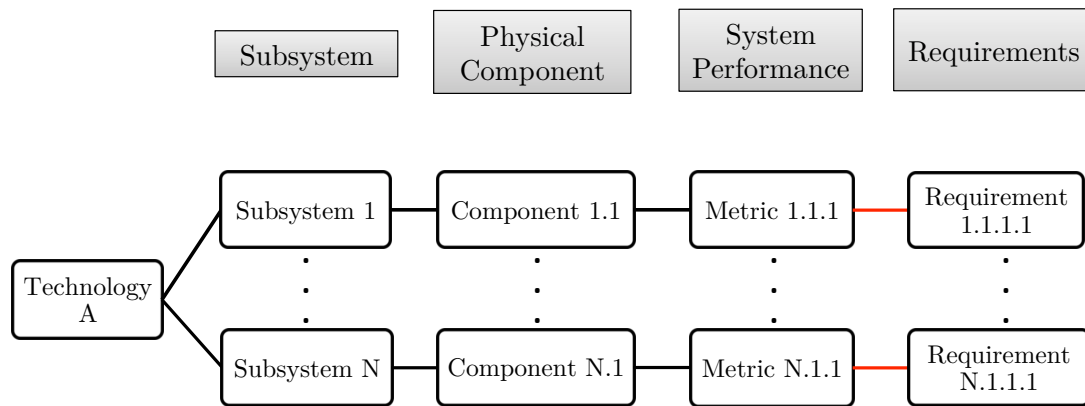 Subsystem
Physical
Component
System
Performance
Requirements
Subsystem 1
Component 1.1
Metric 1.1.1
Requirement
1.1.1.1
Technology
A
Subsystem N
Component N.1
Metric N.1.1
Requirement
N.1.1.1